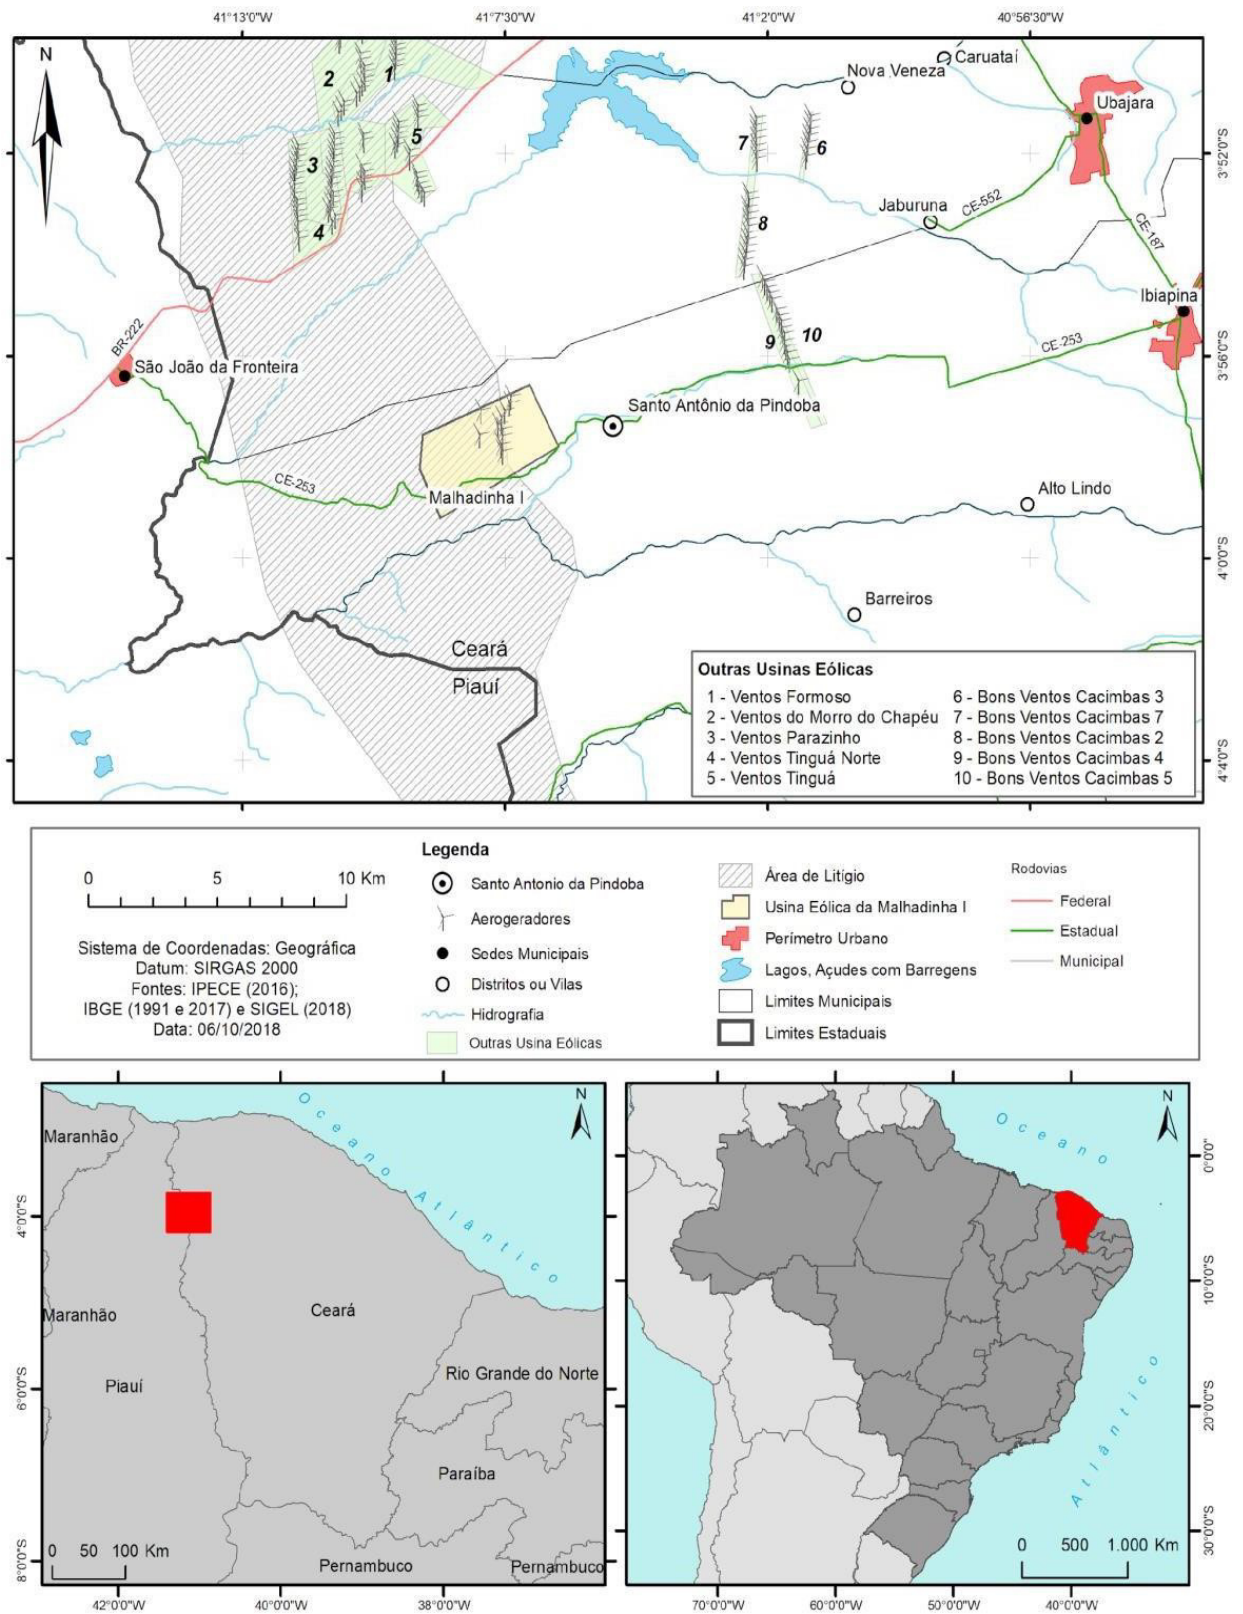 41°13'0"W
41°7'30"W
41°2'0"W
40°56'30"W
N
2
1
5
3
4
7
6
8
9
10
Nova Veneza
Caruataí
Ubajara
Jaburuna
CE-552
CE-187
Ibiapina
CE-253
BR-222
São João da Fronteira
Santo Antônio da Pindoba
CE-253
Malhadinha I
Alto Lindo
Barreiros
Ceará
Piauí
3°52'0"S
3°56'0"S
4°0'0"S
4°4'0"S
Outras Usinas Eólicas
1 - Ventos Formoso
2 - Ventos do Morro do Chapéu
3 - Ventos Parazinho
4 - Ventos Tinguá Norte
5 - Ventos Tinguá
6 - Bons Ventos Cacimbas 3
7 - Bons Ventos Cacimbas 7
8 - Bons Ventos Cacimbas 2
9 - Bons Ventos Cacimbas 4
10 - Bons Ventos Cacimbas 5
0 5 10 Km
Sistema de Coordenadas: Geográfica
Datum: SIRGAS 2000
Fontes: IPECE (2016);
IBGE (1991 e 2017) e SIGEL (2018)
Data: 06/10/2018
Legenda
Santo Antonio da Pindoba
Aerogeradores
Sedes Municipais
Distritos ou Vilas
Hidrografia
Outras Usina Eólicas
Área de Litígio
Usina Eólica da Malhadinha I
Perímetro Urbano
Lagos, Açudes com Barregens
Limites Municipais
Limites Estaduais
Rodovias
Federal
Estadual
Municipal
Oceano Atlântico
N
Maranhão
Maranhão
Piauí
Ceará
Rio Grande do Norte
Paraíba
Pernambuco
Pernambuco
0 50 100 Km
4°0'0"S
6°0'0"S
8°0'0"S
42°0'0"W
40°0'0"W
38°0'0"W
Oceano
Atlântico
N
0 500 1.000 Km
0°0'0"
10°0'0"S
20°0'0"S
30°0'0"S
70°0'0"W
60°0'0"W
50°0'0"W
40°0'0"W